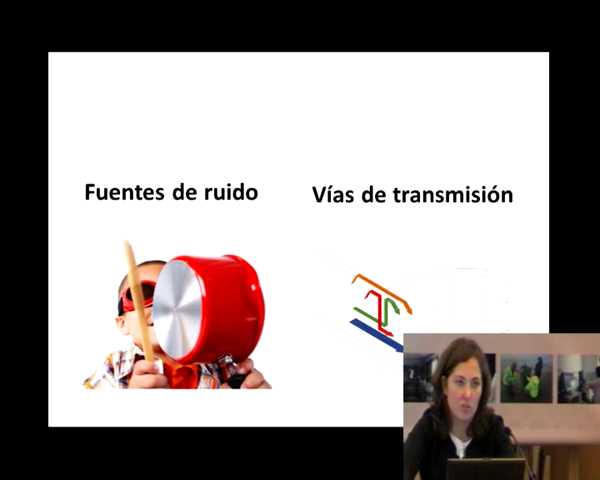 Fuentes de ruido
Vías de transmisión